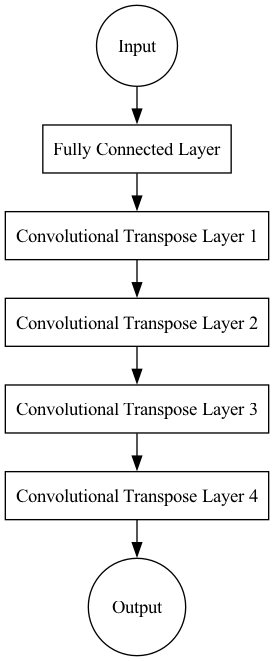 Input
Fully Connected Layer
Convolutional Transpose Layer 1
Convolutional Transpose Layer 2
Convolutional Transpose Layer 3
Convolutional Transpose Layer 4
Output